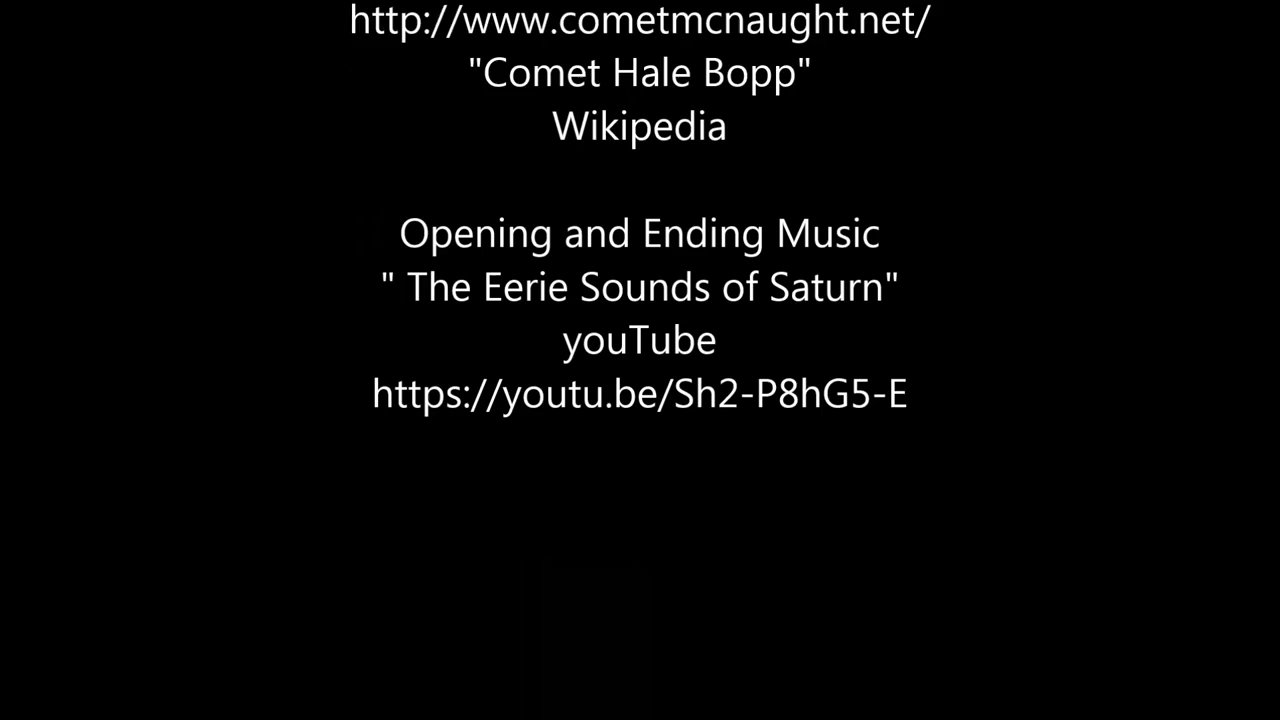 http://www.cometmcnaught.net/
"Comet Hale Bopp"
Wikipedia
Opening and Ending Music
" The Eerie Sounds of Saturn"
youTube
https://youtu.be/Sh2-P8hG5-E